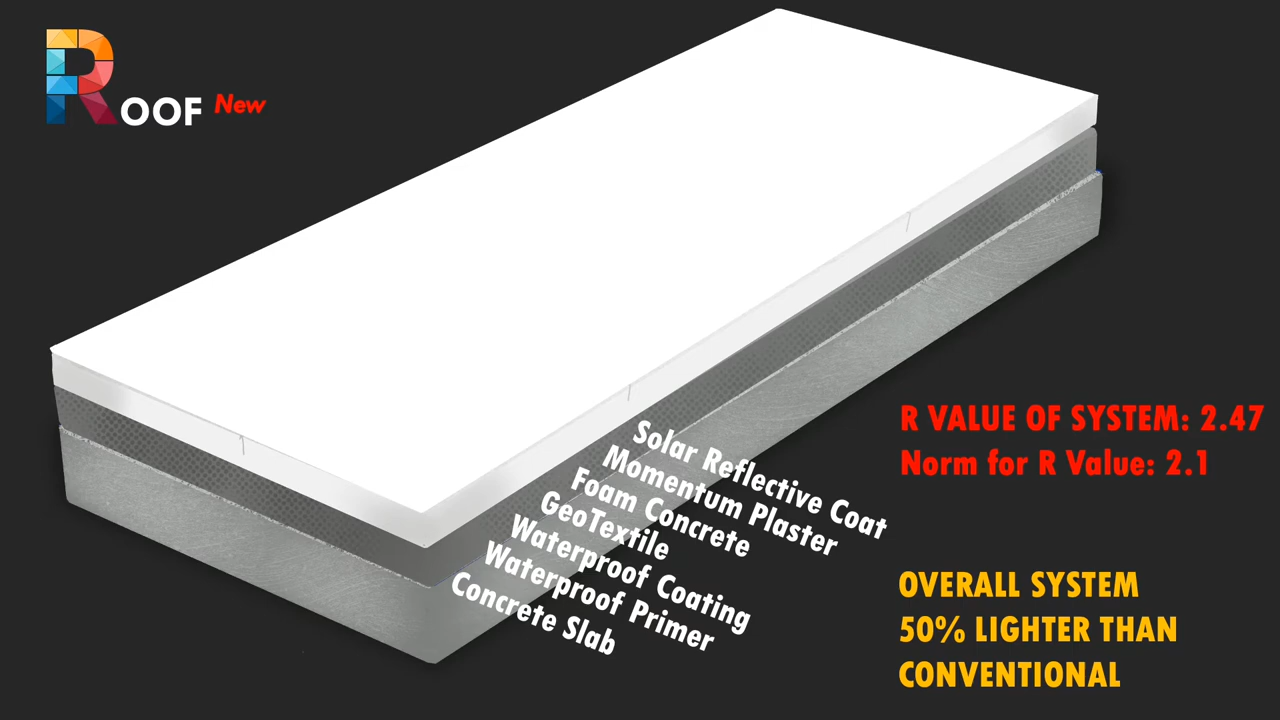 ROOF New
Solar Reflective Coat
Momentum Plaster
Foam Concrete
GeoTextile
Waterproof Coating
Waterproof Primer
Concrete Slab
R VALUE OF SYSTEM: 2.47
Norm for R Value: 2.1
OVERALL SYSTEM
50% LIGHTER THAN
CONVENTIONAL